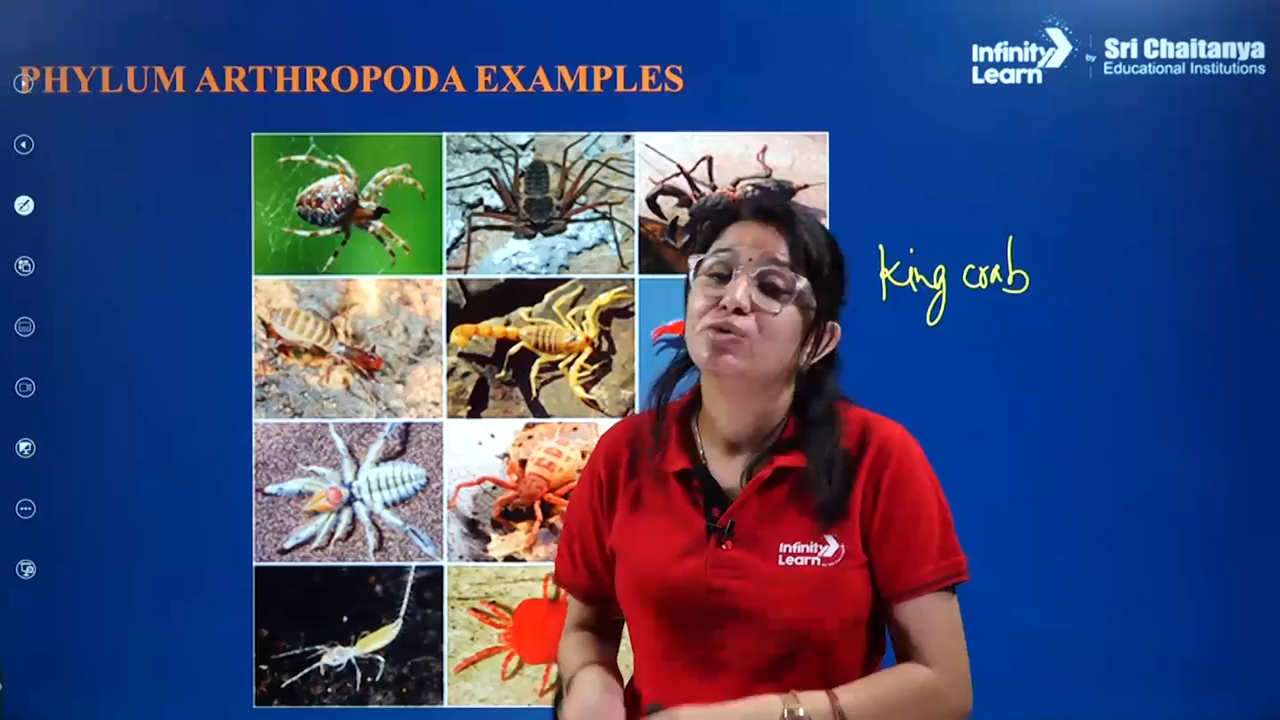 PHYLUM ARTHROPODA EXAMPLES
Infinity Learn
by
Sri Chaitanya
Educational Institutions
King crab
Infinity
Learn